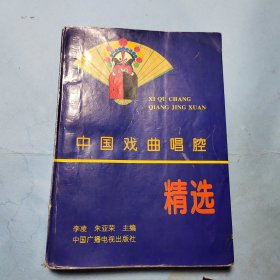 XI QU CHANG
QIANG JING XUAN
中国戏曲唱腔
精选
李凌 朱亚荣 主编
中国广播电视出版社